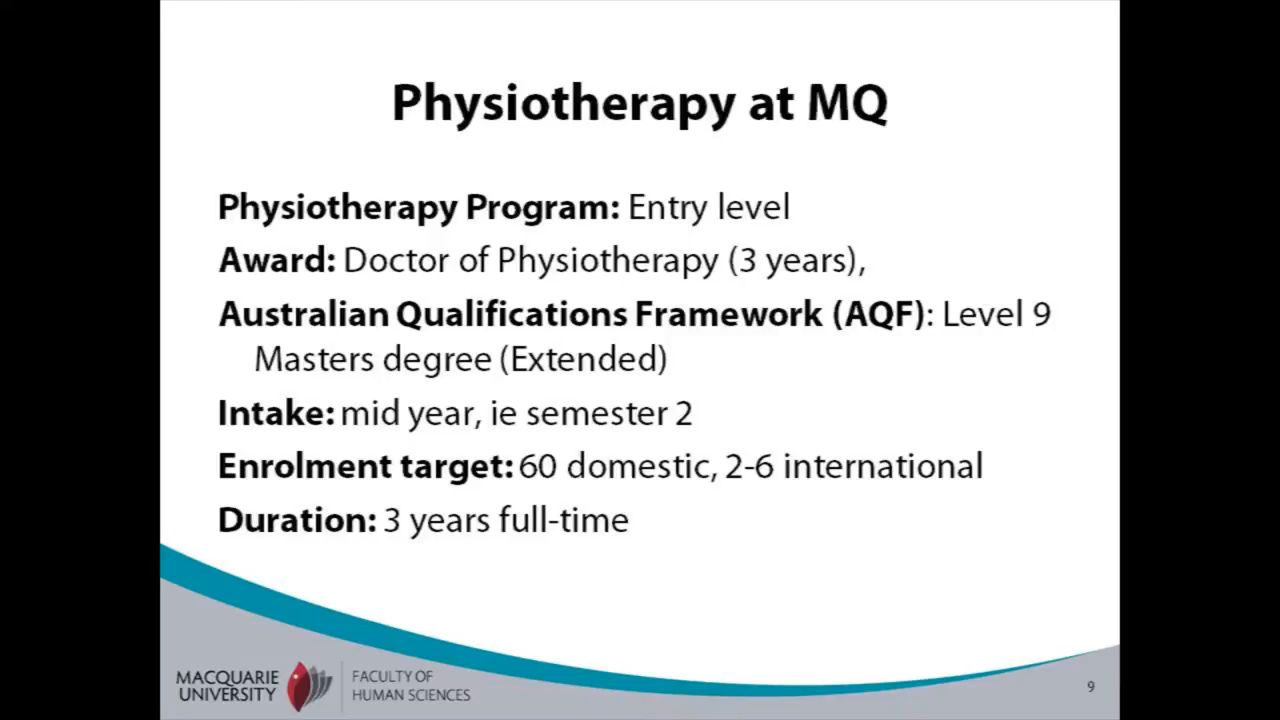 Physiotherapy at MQ
Physiotherapy Program: Entry level
Award: Doctor of Physiotherapy (3 years),
Australian Qualifications Framework (AQF): Level 9
Masters degree (Extended)
Intake: mid year, ie semester 2
Enrolment target: 60 domestic, 2-6 international
Duration: 3 years full-time
MACQUARIE
UNIVERSITY
FACULTY OF
HUMAN SCIENCES
9